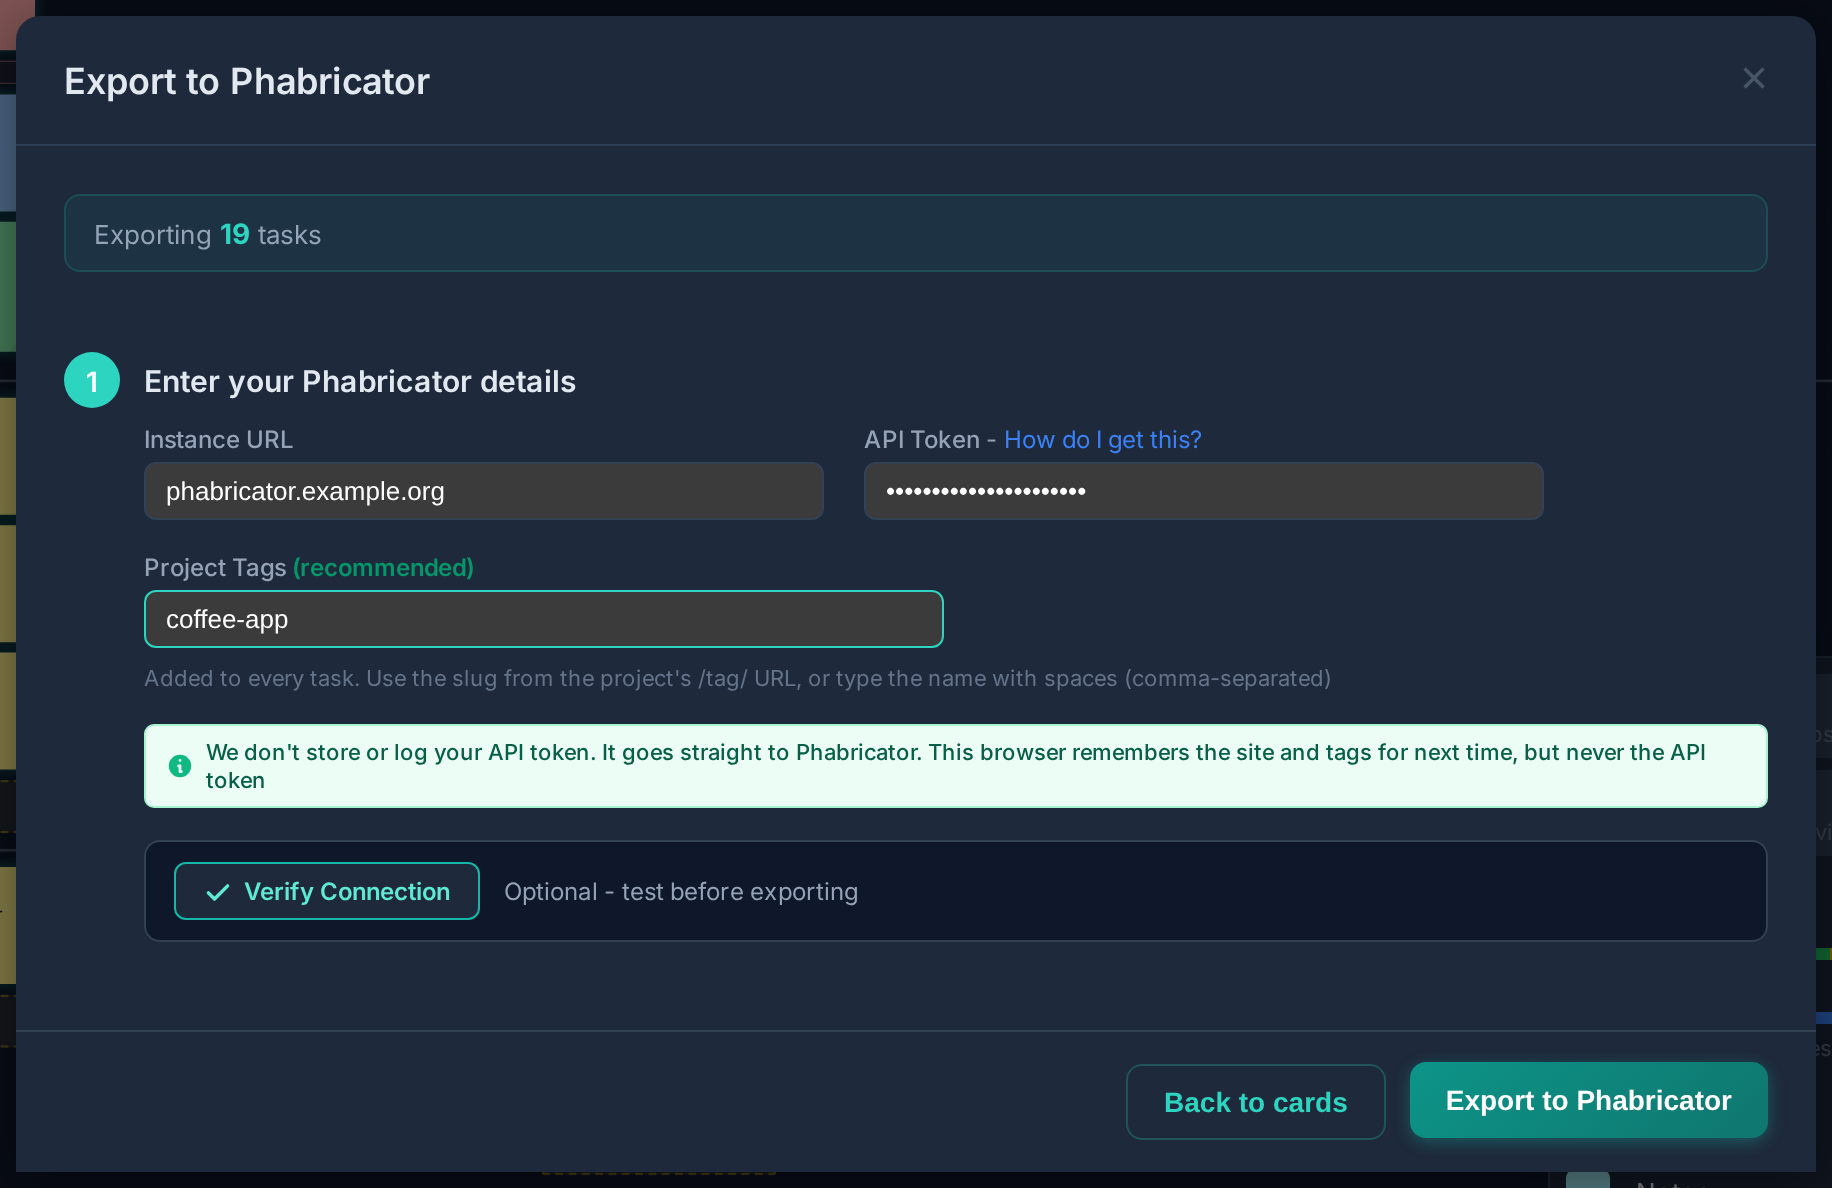 Export to Phabricator
Exporting 19 tasks
1 Enter your Phabricator details
Instance URL
API Token - How do I get this?
phabricator.example.org
••••••••••••••••••••••
Project Tags (recommended)
coffee-app
Added to every task. Use the slug from the project's /tag/ URL, or type the name with spaces (comma-separated)
We don't store or log your API token. It goes straight to Phabricator. This browser remembers the site and tags for next time, but never the API
token
Verify Connection
Optional - test before exporting
Back to cards
Export to Phabricator